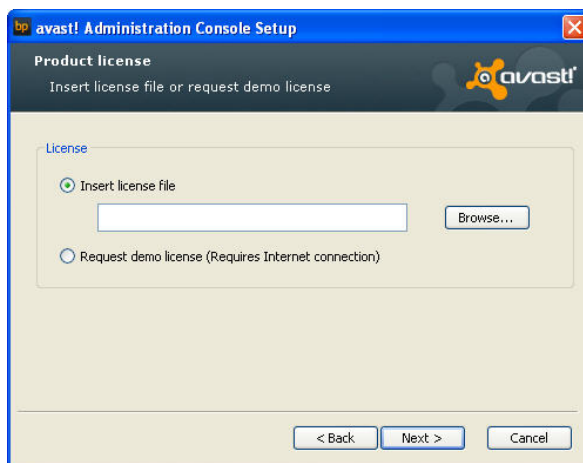 bp avast! Administration Console Setup
Product license
Insert license file or request demo license
avast!
License
Insert license file
Browse...
Request demo license (Requires Internet connection)
< Back
Next >
Cancel